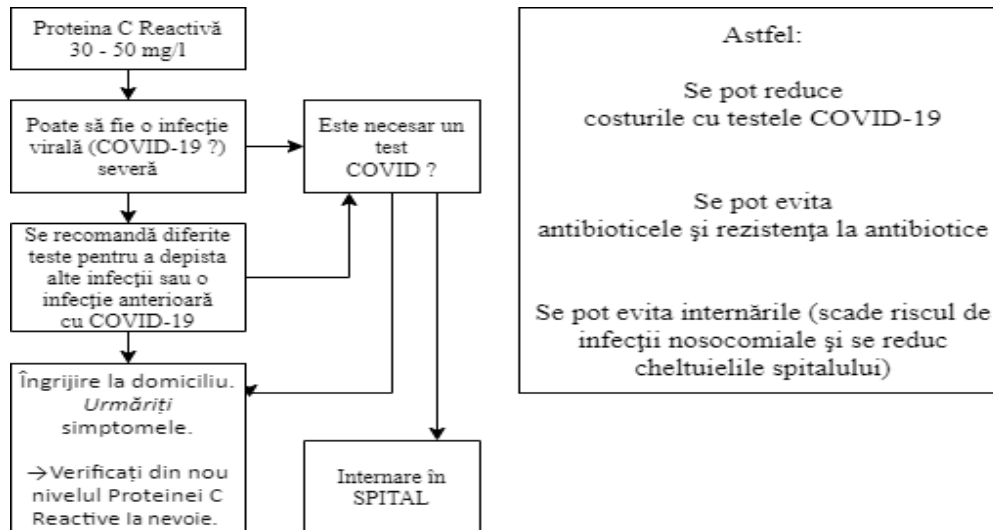 Proteina C Reactivă
30 - 50 mg/l
Poate să fie o infecție
virală (COVID-19 ?)
severă
Este necesar un
test
COVID ?
Se recomandă diferite
teste pentru a depista
alte infecții sau o
infecție anterioară
cu COVID-19
Îngrijire la domiciliu.
Urmăriți
simptomele.
→Verificați din nou
nivelul Proteinei C
Reactive la nevoie.
Internare în
SPITAL
Astfel:
Se pot reduce
costurile cu testele COVID-19
Se pot evita
antibioticele şi rezistenţa la antibiotice
Se pot evita internările (scade riscul de
infecţii nosocomiale şi se reduc
cheltuielile spitalului)